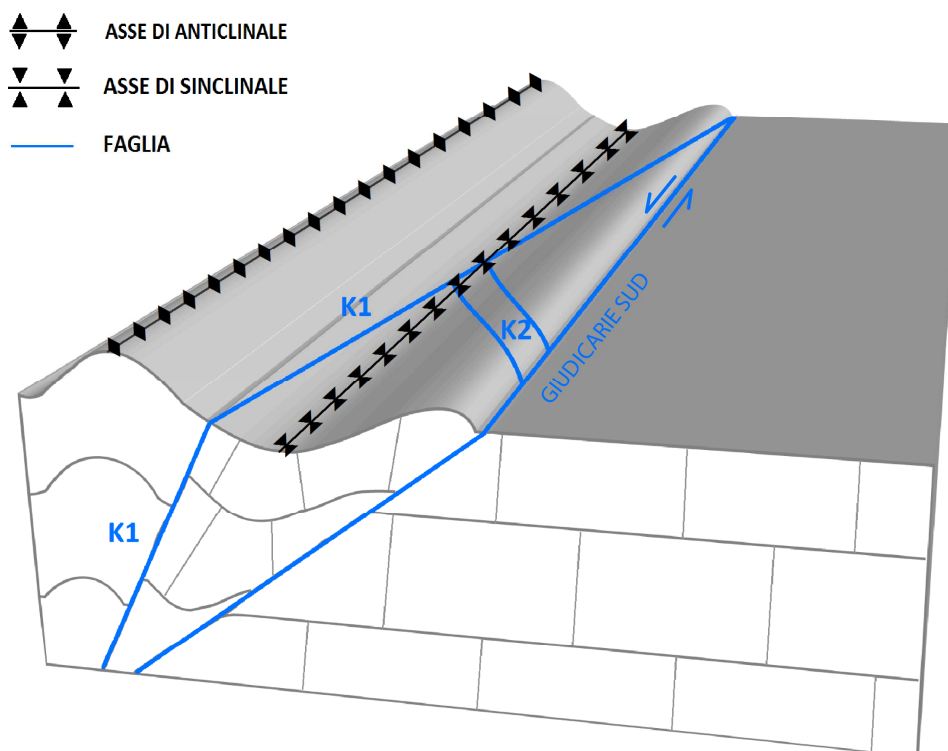 ASSE DI ANTICLINALE
ASSE DI SINCLINALE
FAGLIA
K1
K2
GIUDICARIE SUD
K1